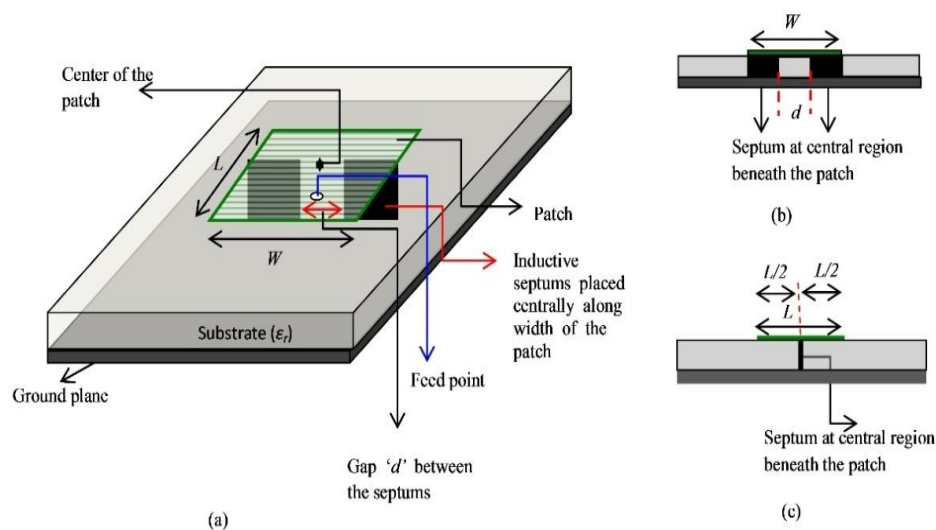 Center of the
patch
L
W
Substrate (εr)
Ground plane
Patch
Inductive
septums placed
centrally along
width of the
patch
Feed point
Gap ‘d’ between
the septums
(a)
W
d
Septum at central region
beneath the patch
(b)
L/2 L/2
L
Septum at central region
beneath the patch
(c)